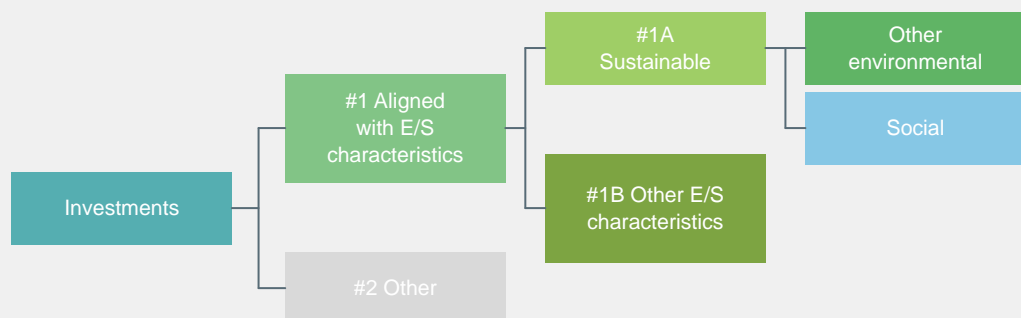 Investments
#1 Aligned
with E/S
characteristics
#2 Other
#1A
Sustainable
#1B Other E/S
characteristics
Other
environmental
Social